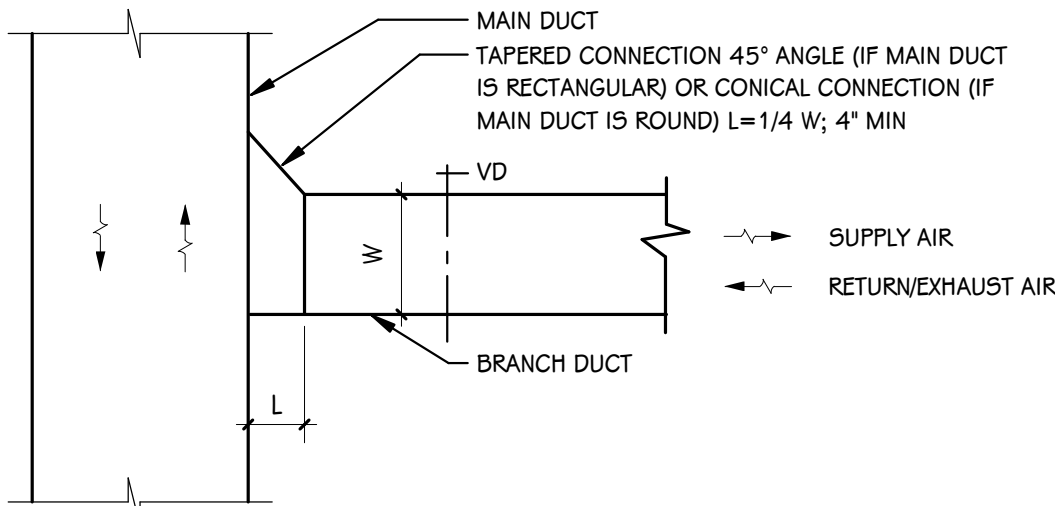 MAIN DUCT
TAPERED CONNECTION 45° ANGLE (IF MAIN DUCT
IS RECTANGULAR) OR CONICAL CONNECTION (IF
MAIN DUCT IS ROUND) L=1/4 W; 4" MIN
VD
W
SUPPLY AIR
RETURN/EXHAUST AIR
BRANCH DUCT
L